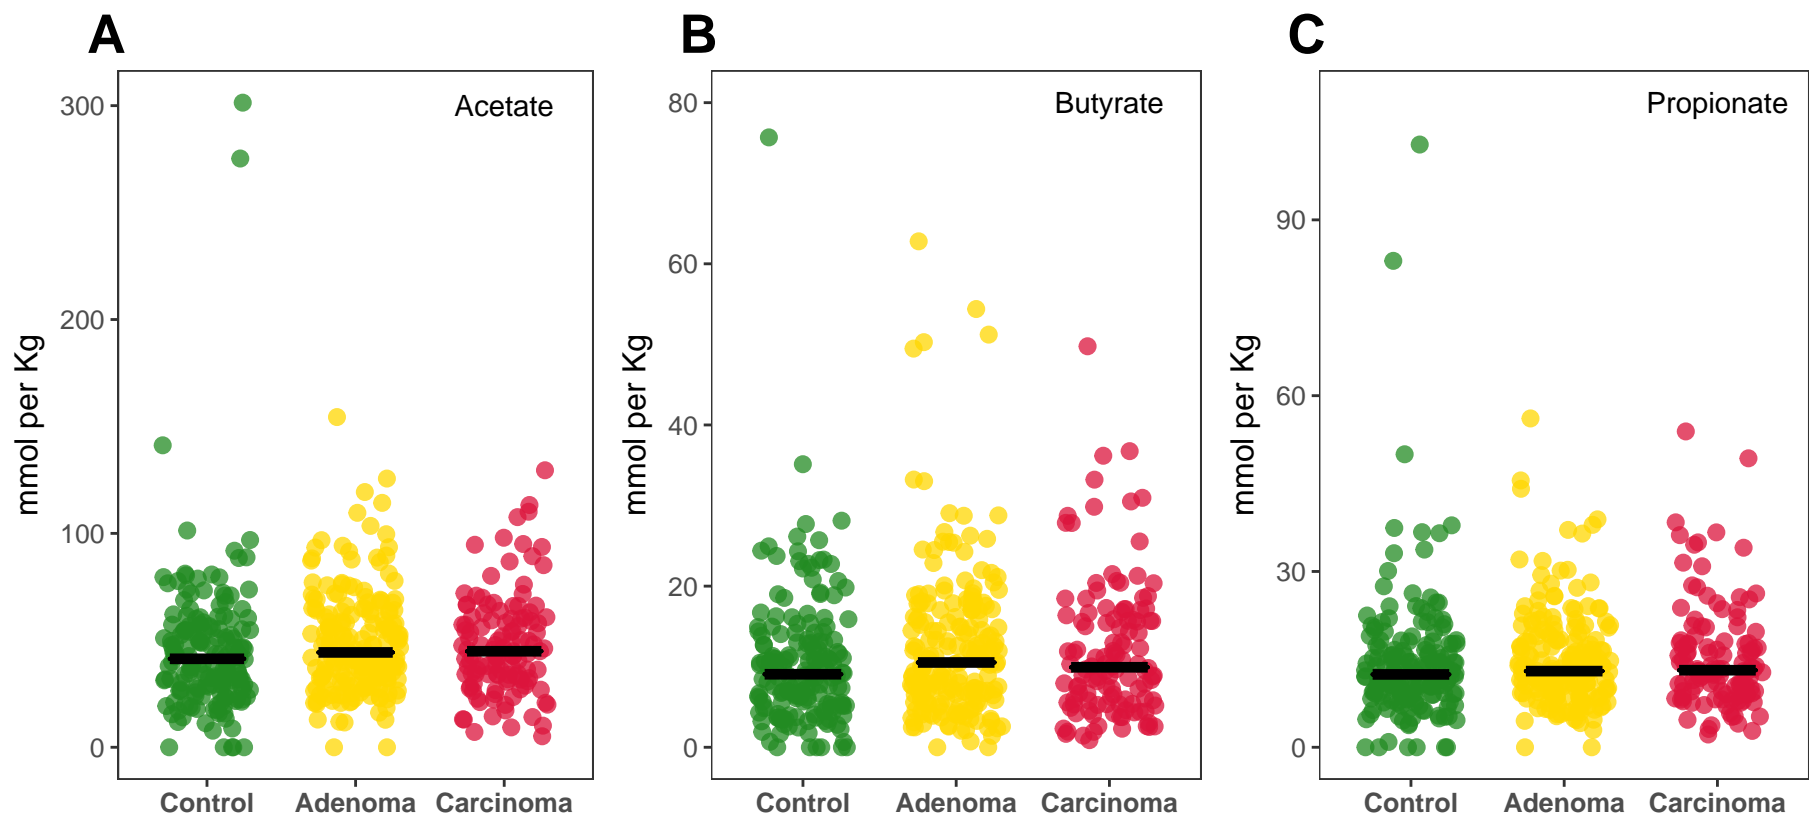 A
Acetate
mmol per Kg
300
200
100
0
Control Adenoma Carcinoma
B
Butyrate
mmol per Kg
80
60
40
20
0
Control Adenoma Carcinoma
C
Propionate
mmol per Kg
90
60
30
0
Control Adenoma Carcinoma